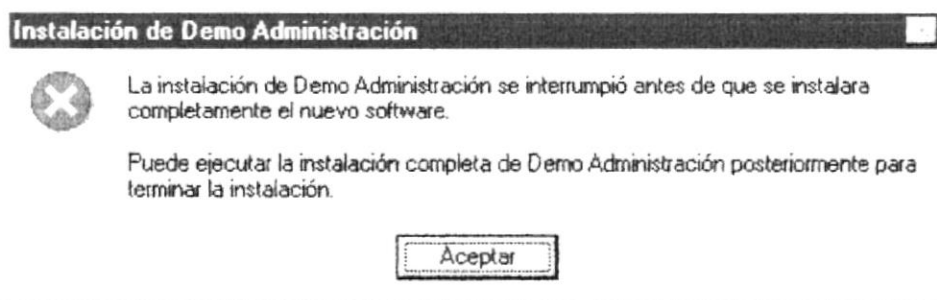 Instalación de Demo Administración
La instalación de Demo Administración se interrumpió antes de que se instalara
completamente el nuevo software.
Puede ejecutar la instalación completa de Demo Administración posteriormente para
terminar la instalación.
Aceptar